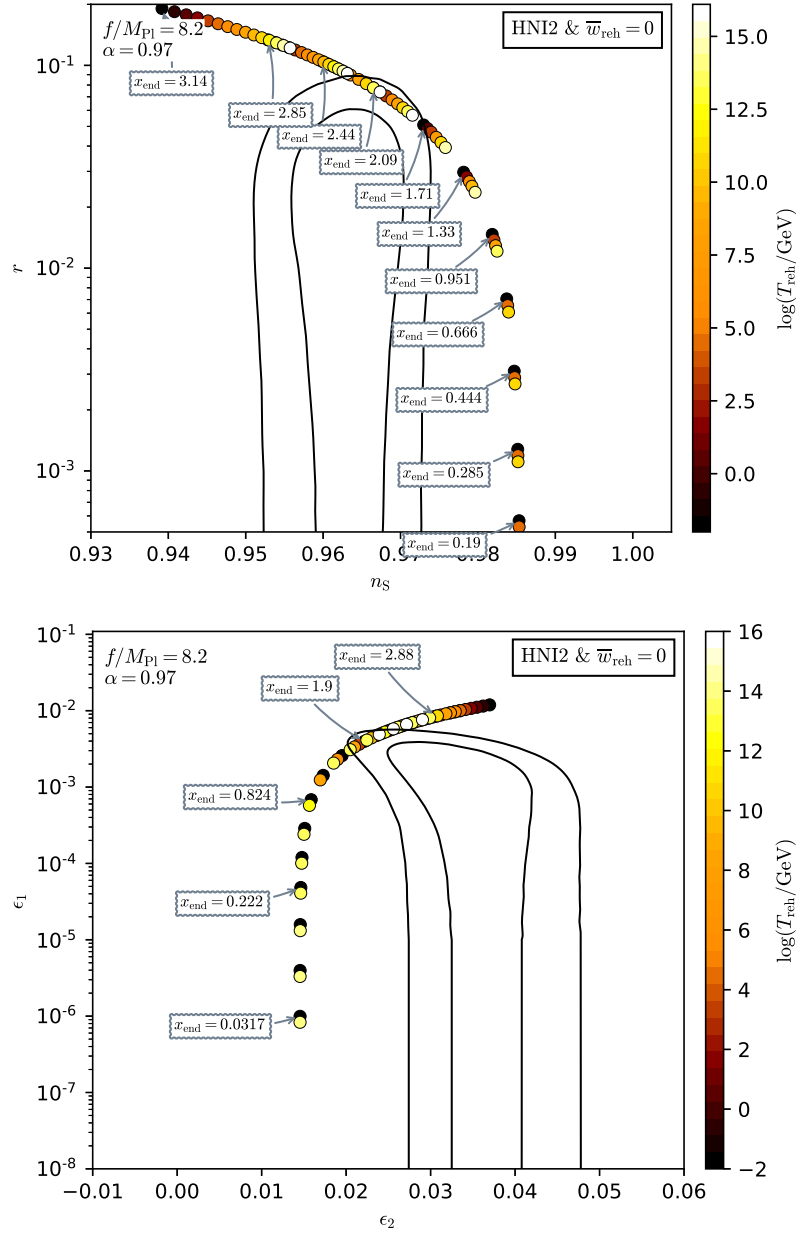 f/M_Pl = 8.2
α = 0.97
HNI2 & w̅_reh = 0
x_end = 3.14
x_end = 2.85
x_end = 2.44
x_end = 2.09
x_end = 1.71
x_end = 1.33
x_end = 0.951
x_end = 0.666
x_end = 0.444
x_end = 0.285
x_end = 0.19
10^-1
10^-2
10^-3
r
0.93 0.94 0.95 0.96 0.97 0.98 0.99 1.00
n_S
15.0
12.5
10.0
7.5
5.0
2.5
0.0
log(T_reh/GeV)
f/M_Pl = 8.2
α = 0.97
HNI2 & w̅_reh = 0
x_end = 2.88
x_end = 1.9
x_end = 0.824
x_end = 0.222
x_end = 0.0317
10^-1
10^-2
10^-3
10^-4
10^-5
10^-6
10^-7
10^-8
ϵ_1
−0.01 0.00 0.01 0.02 0.03 0.04 0.05 0.06
ϵ_2
16
14
12
10
8
6
4
2
0
−2
log(T_reh/GeV)